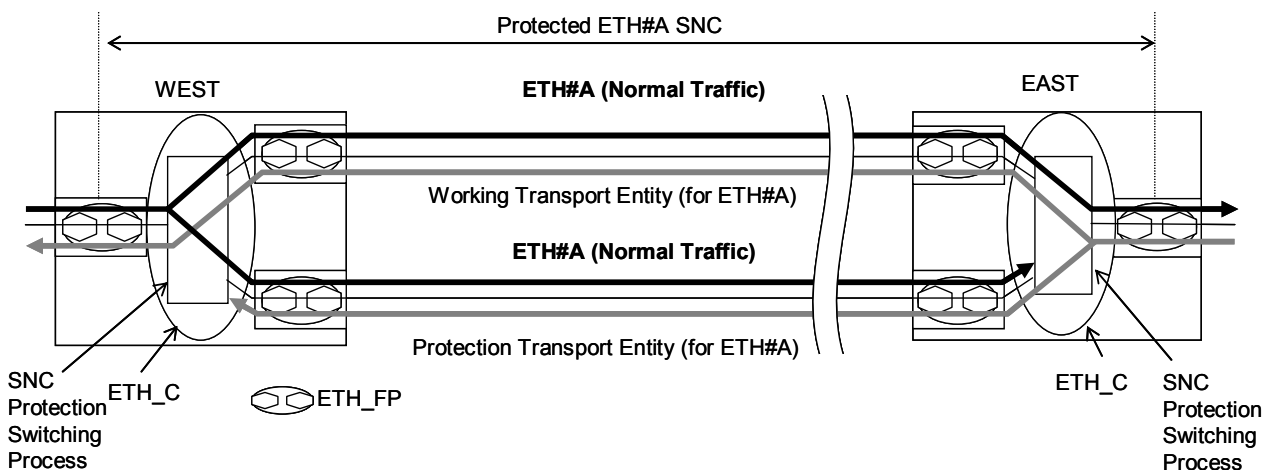 Protected ETH#A SNC
WEST
ETH#A (Normal Traffic)
EAST
Working Transport Entity (for ETH#A)
ETH#A (Normal Traffic)
Protection Transport Entity (for ETH#A)
SNC
Protection
Switching
Process
ETH_C
ETH_FP
ETH_C
SNC
Protection
Switching
Process